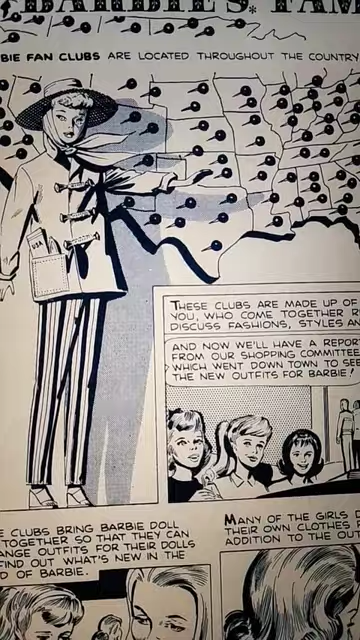 BARBIE'S
BIE FAN CLUBS ARE LOCATED THROUGHOUT THE COUNTRY
USA
THESE CLUBS ARE MADE UP OF
YOU, WHO COME TOGETHER
DISCUSS FASHIONS, STYLES
AND NOW WE'LL HAVE A REPOR
FROM OUR SHOPPING COMMITTEE
WHICH WENT DOWN TOWN TO SEE
THE NEW OUTFITS FOR BARBIE!
E CLUBS BRING BARBIE DOLL
TOGETHER SO THAT THEY CAN
ANGE OUTFITS FOR THEIR DOLLS
FIND OUT WHAT'S NEW IN THE
D OF BARBIE.
MANY OF THE GIRLS
THEIR OWN CLOTHES
ADDITION TO THE OUT